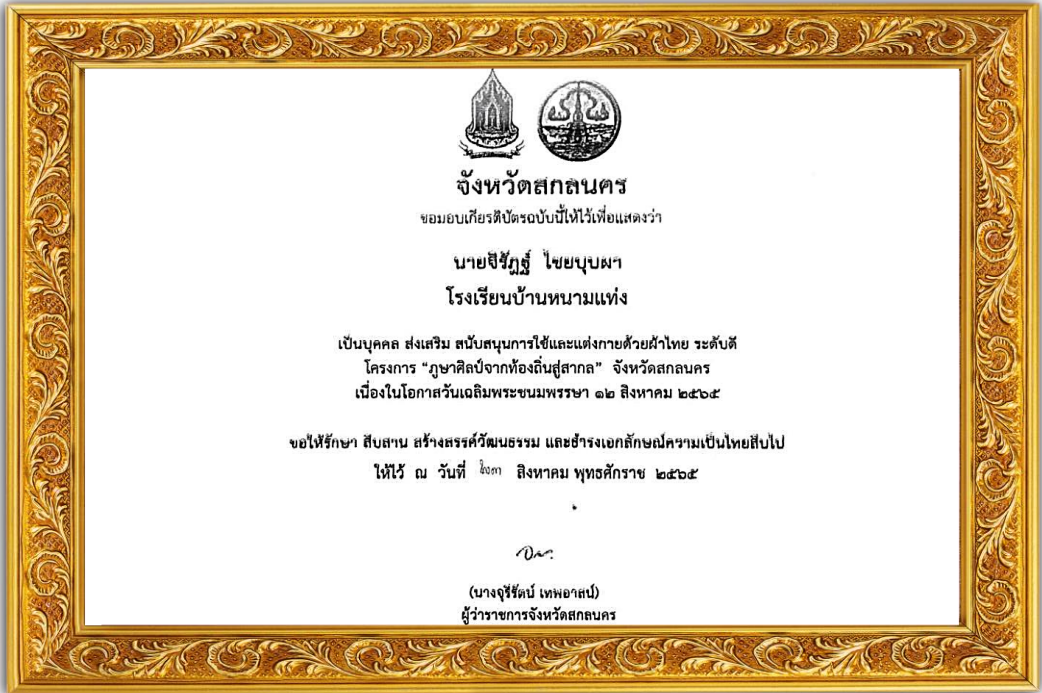 จังหวัดสกลนคร
ขอมอบเกียรติบัตรฉบับนี้ให้ไว้เพื่อแสดงว่า
นายจิรัฏฐ์ ไชยบุบผา
โรงเรียนบ้านหนามแท่ง
เป็นบุคคล ส่งเสริม สนับสนุนการใช้และแต่งกายด้วยผ้าไทย ระดับดี
โครงการ “ภูษาศิลป์จากท้องถิ่นสู่สากล” จังหวัดสกลนคร
เนื่องในโอกาสวันเฉลิมพระชนมพรรษา ๑๒ สิงหาคม ๒๕๖๕
ขอให้รักษา สืบสาน สร้างสรรค์วัฒนธรรม และธำรงเอกลักษณ์ความเป็นไทยสืบไป
ให้ไว้ ณ วันที่ สิงหาคม พุทธศักราช ๒๕๖๕
(นางจุรีรัตน์ เทพอาสน์)
ผู้ว่าราชการจังหวัดสกลนคร